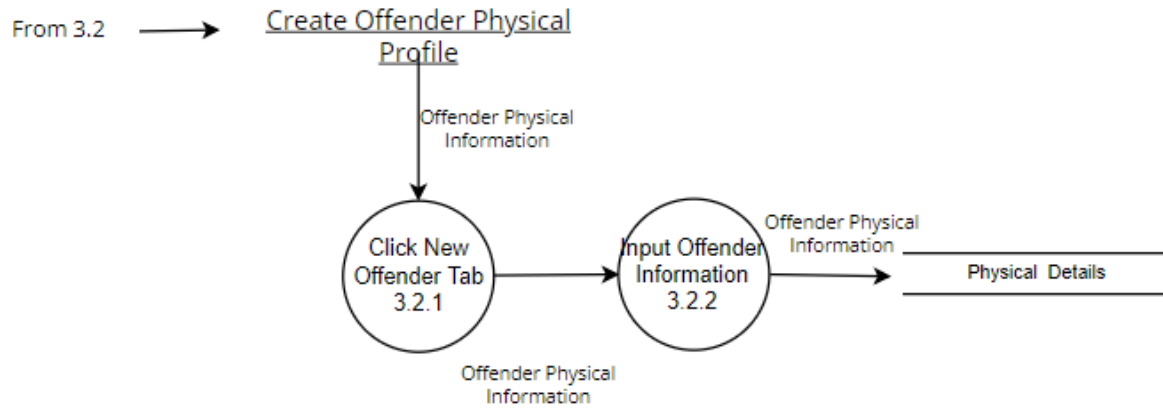 From 3.2
Create Offender Physical
Profile
Offender Physical
Information
Click New
Offender Tab
3.2.1
Input Offender
Information
3.2.2
Offender Physical
Information
Physical Details
Offender Physical
Information